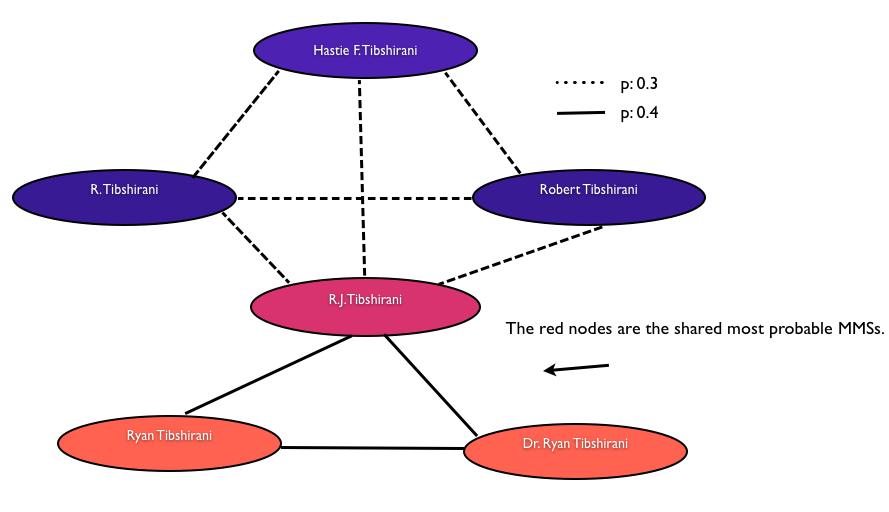 Hastie F. Tibshirani
p: 0.3
p: 0.4
R. Tibshirani
Robert Tibshirani
R.J. Tibshirani
The red nodes are the shared most probable MMSs.
Ryan Tibshirani
Dr. Ryan Tibshirani